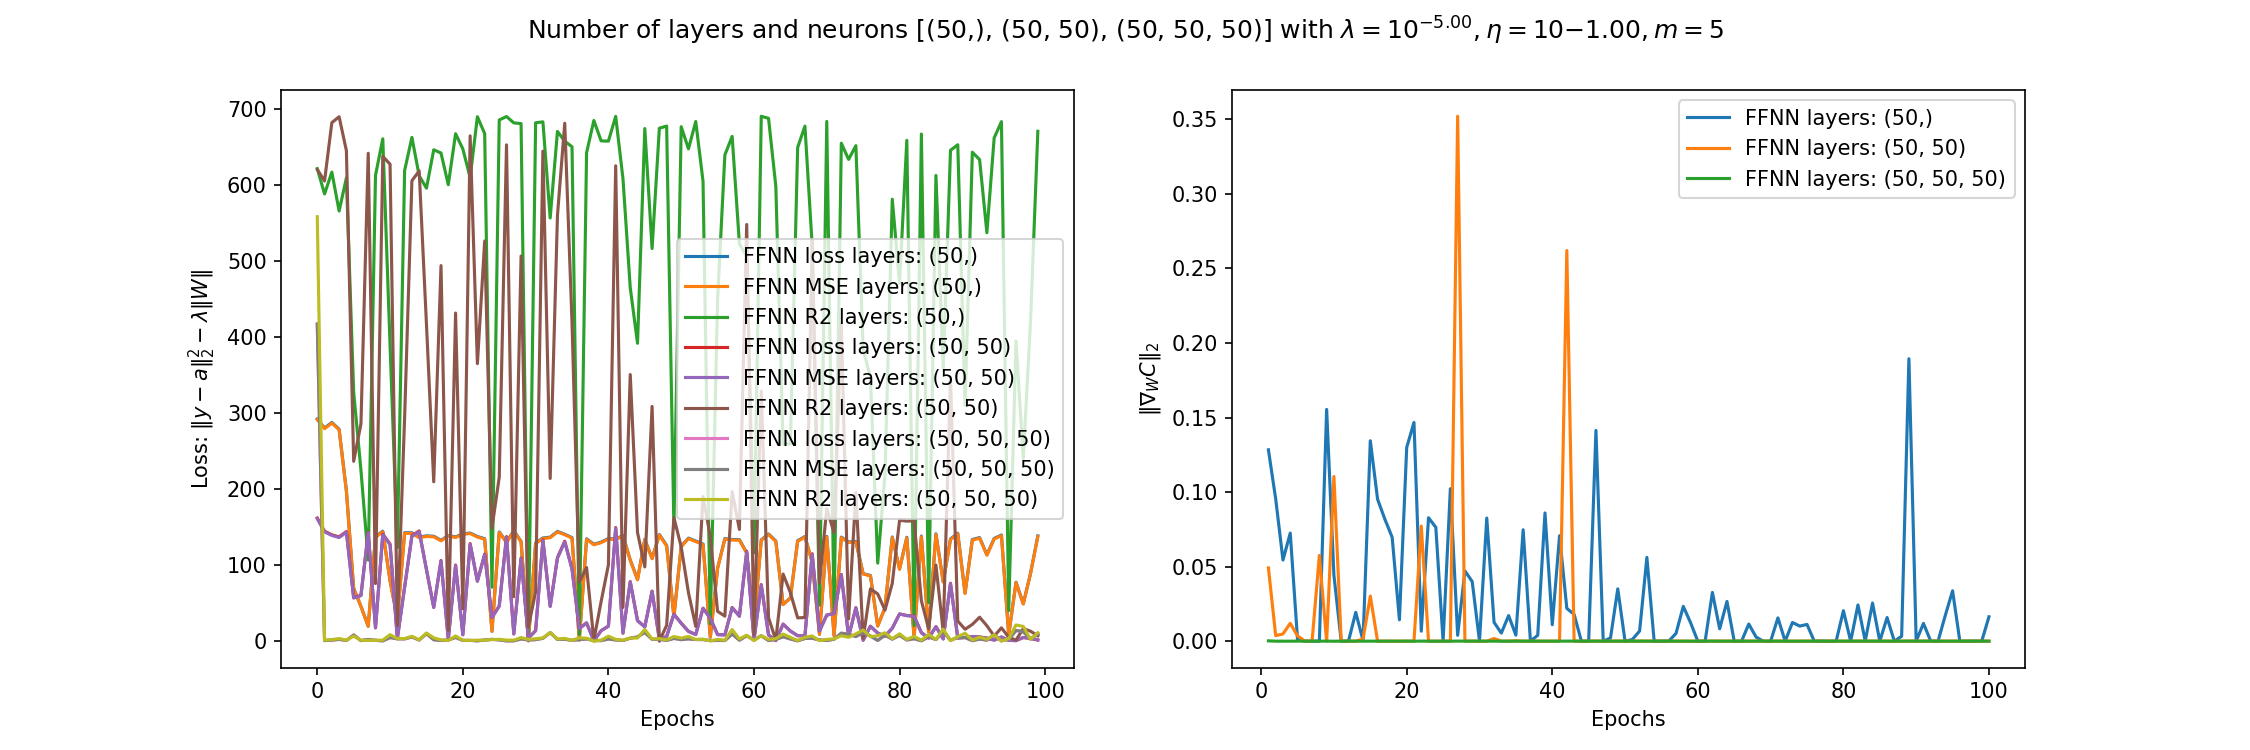 Number of layers and neurons [(50,), (50, 50), (50, 50, 50)] with λ = 10^{−5.00}, η = 10−1.00, m = 5
Loss: ‖y − a‖₂² − λ‖W‖
700
600
500
400
300
200
100
0
FFNN loss layers: (50,)
FFNN MSE layers: (50,)
FFNN R2 layers: (50,)
FFNN loss layers: (50, 50)
FFNN MSE layers: (50, 50)
FFNN R2 layers: (50, 50)
FFNN loss layers: (50, 50, 50)
FFNN MSE layers: (50, 50, 50)
FFNN R2 layers: (50, 50, 50)
0 20 40 60 80 100
Epochs
‖∇_W C‖₂
0.35
0.30
0.25
0.20
0.15
0.10
0.05
0.00
FFNN layers: (50,)
FFNN layers: (50, 50)
FFNN layers: (50, 50, 50)
0 20 40 60 80 100
Epochs